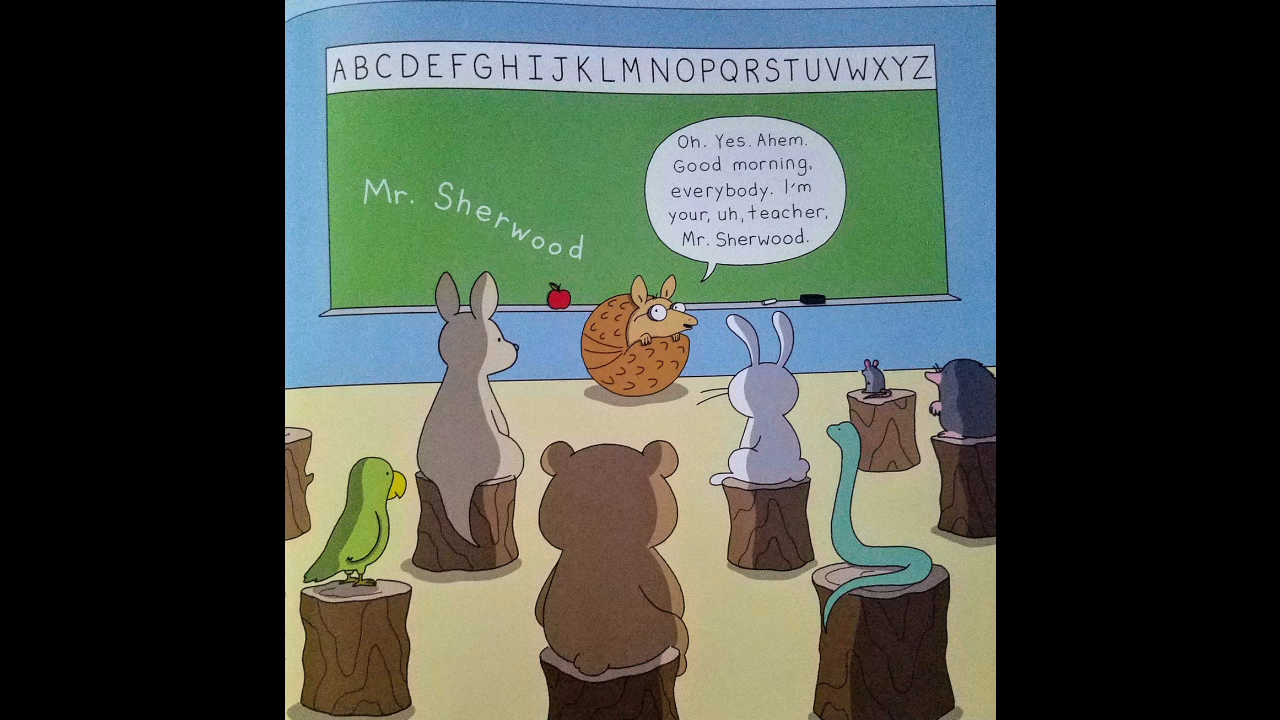 ABCDEFGHIJKLMNOPQRSTUVWXYZ
Mr. Sherwood
Oh. Yes. Ahem.
Good morning,
everybody. I'm
your, uh, teacher,
Mr. Sherwood.